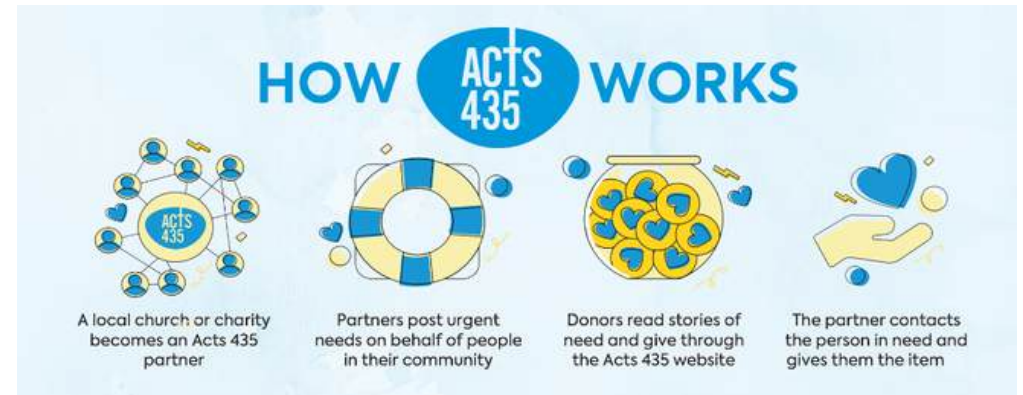 HOW ACTS 435 WORKS
ACTS
435
A local church or charity
becomes an Acts 435
partner
Partners post urgent
needs on behalf of people
in their community
Donors read stories of
need and give through
the Acts 435 website
The partner contacts
the person in need and
gives them the item